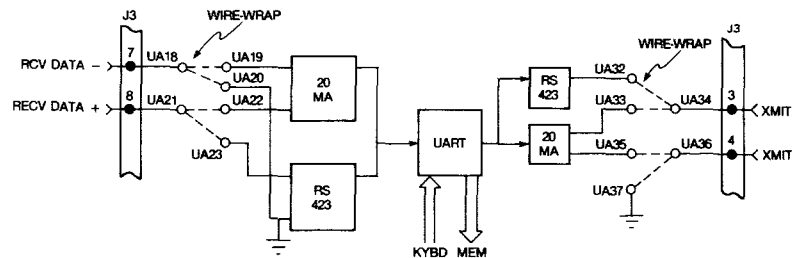 J3
WIRE-WRAP
7
RCV DATA -
UA18
UA19
UA20
8
RECV DATA +
UA21
UA22
UA23
20
MA
RS
423
UART
KYBD
MEM
RS
423
20
MA
UA32
WIRE-WRAP
UA33
UA34
UA35
UA36
UA37
J3
3
XMIT
4
XMIT